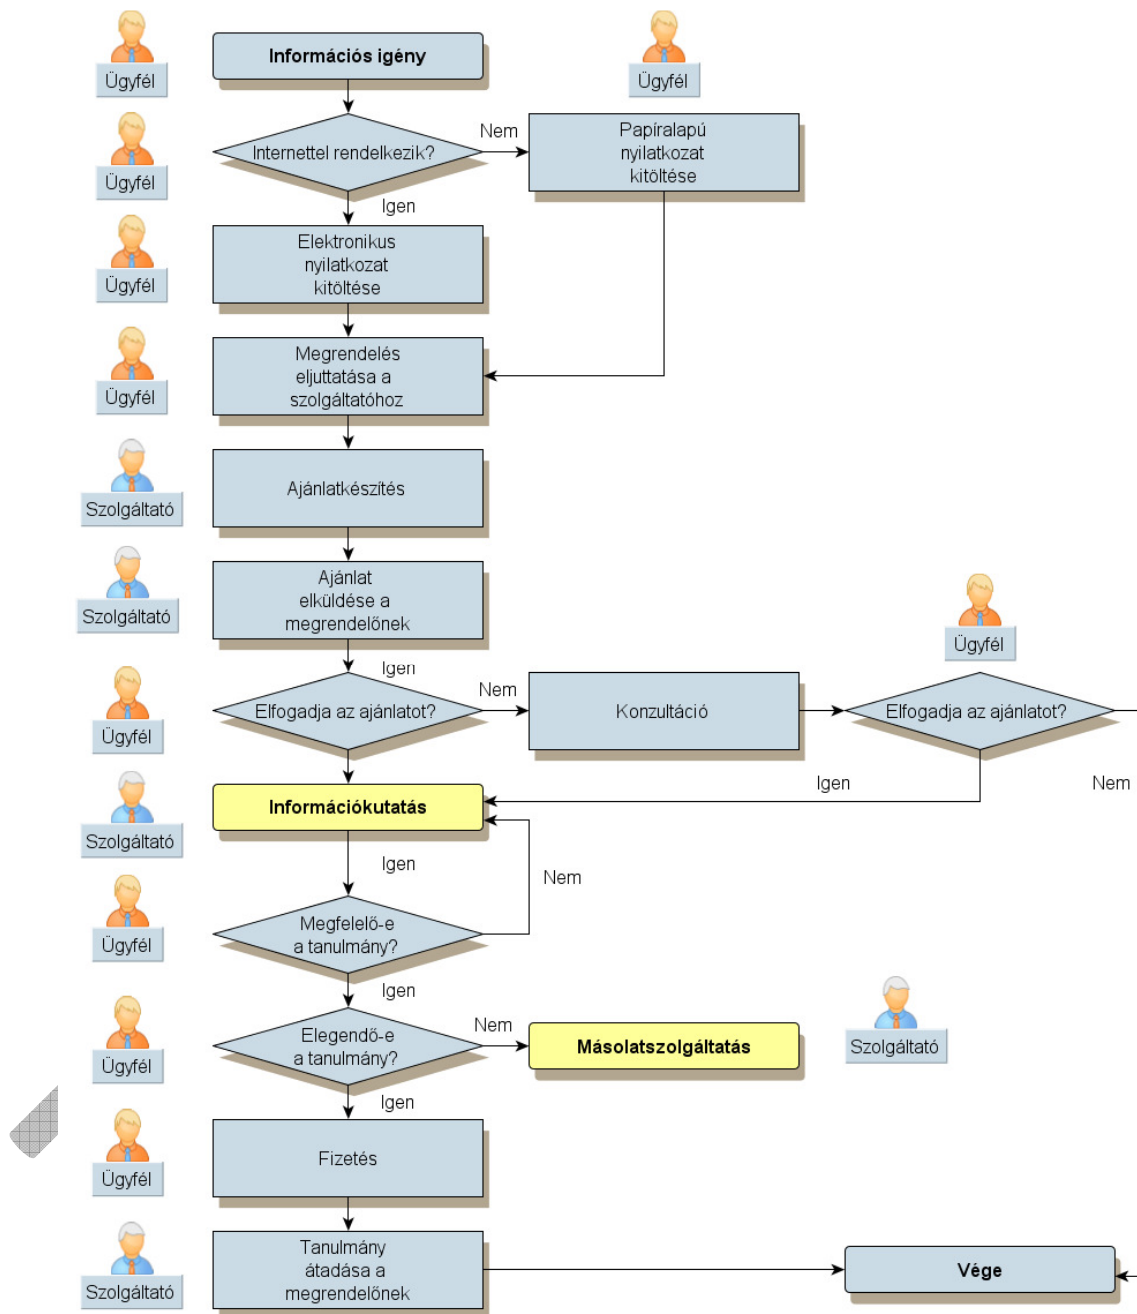 Információs igény
Ügyfél
Ügyfél
Internettel rendelkezik?
Nem
Papíralapú
nyilatkozat
kitöltése
Ügyfél
Igen
Elektronikus
nyilatkozat
kitöltése
Ügyfél
Megrendelés
eljuttatása a
szolgáltatóhoz
Ügyfél
Ajánlatkészítés
Szolgáltató
Ajánlat
elküldése a
megrendelőnek
Szolgáltató
Ügyfél
Igen
Elfogadja az ajánlatot?
Nem
Konzultáció
Elfogadja az ajánlatot?
Ügyfél
Igen
Nem
Információkutatás
Szolgáltató
Igen
Nem
Megfelelő-e
a tanulmány?
Ügyfél
Igen
Elegendő-e
a tanulmány?
Nem
Másolatszolgáltatás
Szolgáltató
Ügyfél
Igen
Fizetés
Ügyfél
Tanulmány
átadása a
megrendelőnek
Vége
Szolgáltató